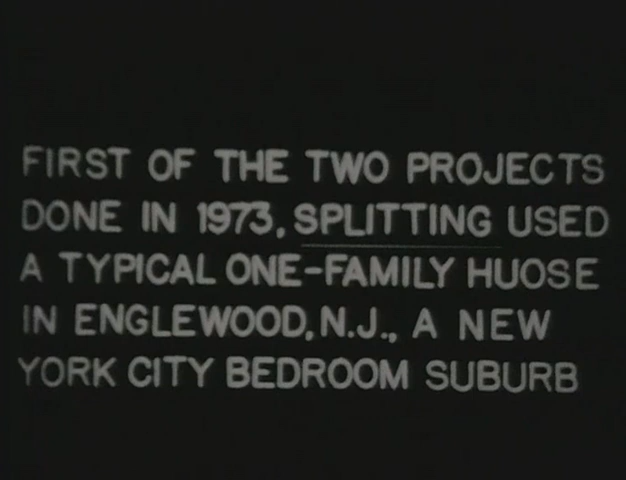 FIRST OF THE TWO PROJECTS
DONE IN 1973, SPLITTING USED
A TYPICAL ONE-FAMILY HUOSE
IN ENGLEWOOD, N.J., A NEW
YORK CITY BEDROOM SUBURB